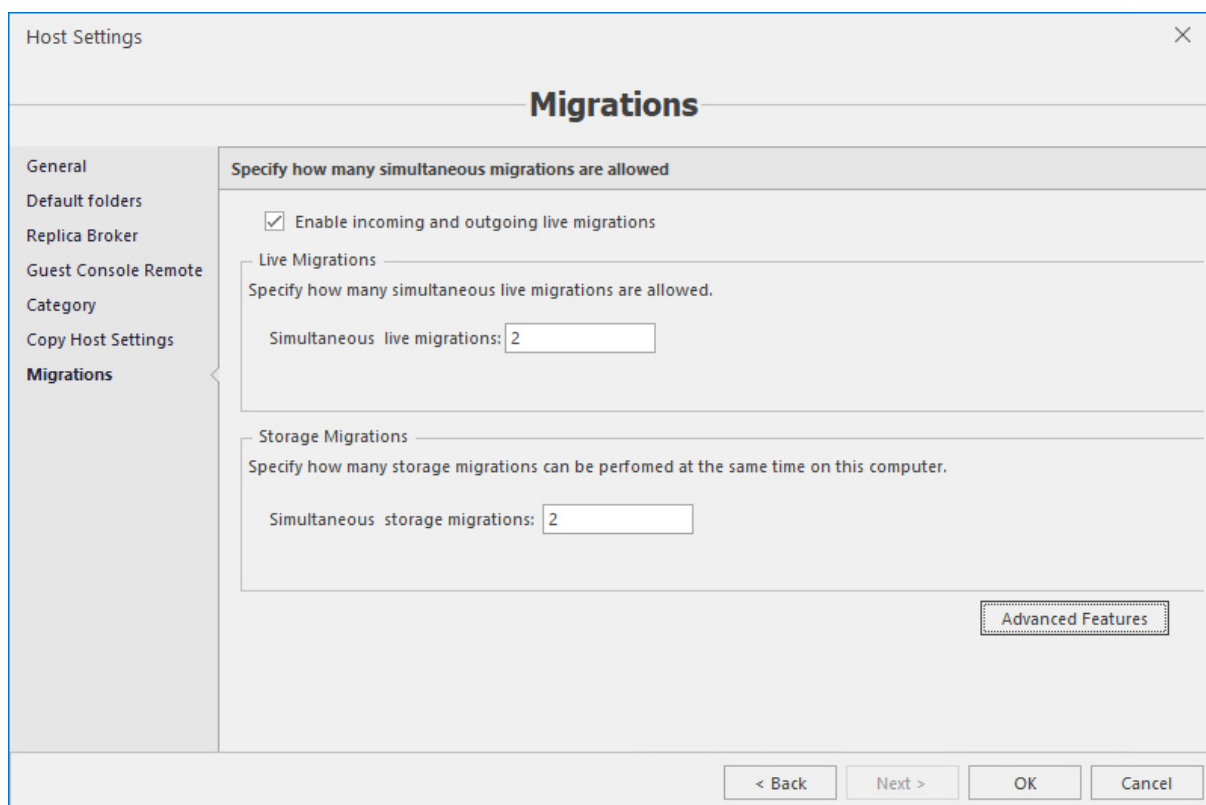 Host Settings
Migrations
General
Default folders
Replica Broker
Guest Console Remote
Category
Copy Host Settings
Migrations
Specify how many simultaneous migrations are allowed
Enable incoming and outgoing live migrations
Live Migrations
Specify how many simultaneous live migrations are allowed.
Simultaneous live migrations: 2
Storage Migrations
Specify how many storage migrations can be perfomed at the same time on this computer.
Simultaneous storage migrations: 2
Advanced Features
< Back Next > OK Cancel